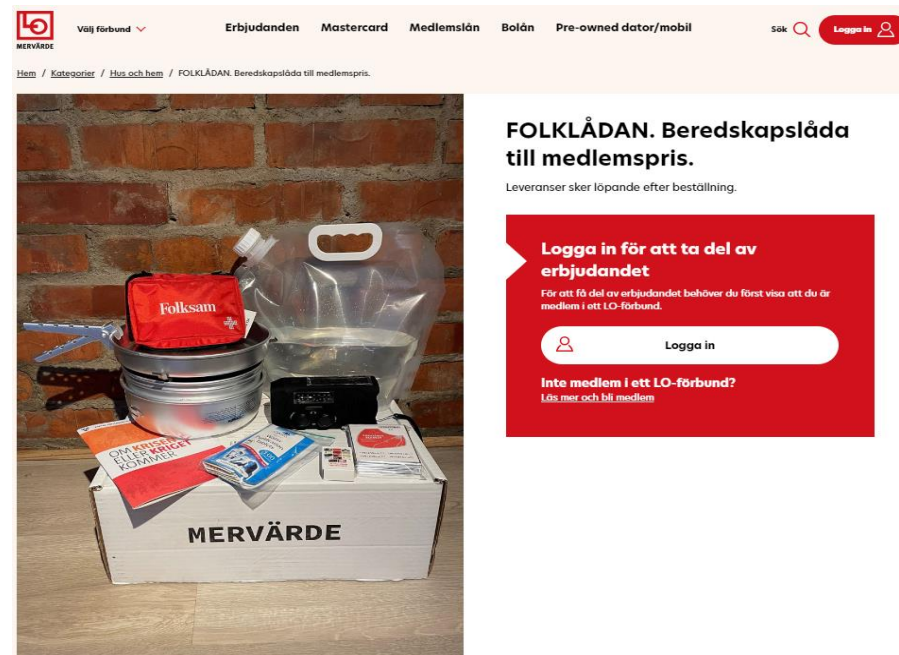 LO
MERVÄRDE
Välj förbund
Erbjudanden
Mastercard
Medlemslån
Bolån
Pre-owned dator/mobil
Sök
Logga in
Hem / Kategorier / Hus och hem / FOLKLÅDAN. Beredskapslåda till medlemspris.
FOLKLÅDAN. Beredskapslåda
till medlemspris.
Leveranser sker löpande efter beställning.
Logga in för att ta del av
erbjudandet
För att få del av erbjudandet behöver du först visa att du är
medlem i ett LO-förbund.
Logga in
Inte medlem i ett LO-förbund?
Läs mer och bli medlem
Folksam
OM KRISEN
ELLER KRIGET
KOMMER
MERVÄRDE